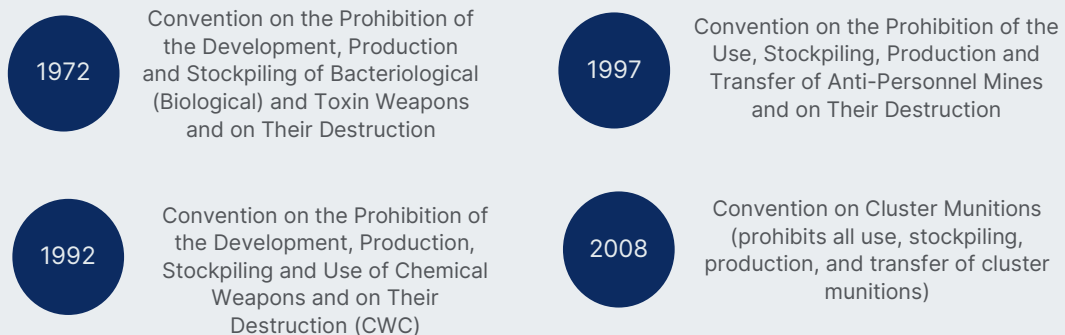 1972
Convention on the Prohibition of
the Development, Production
and Stockpiling of Bacteriological
(Biological) and Toxin Weapons
and on Their Destruction
1992
Convention on the Prohibition of
the Development, Production,
Stockpiling and Use of Chemical
Weapons and on Their
Destruction (CWC)
1997
Convention on the Prohibition of the
Use, Stockpiling, Production and
Transfer of Anti-Personnel Mines
and on Their Destruction
2008
Convention on Cluster Munitions
(prohibits all use, stockpiling,
production, and transfer of cluster
munitions)